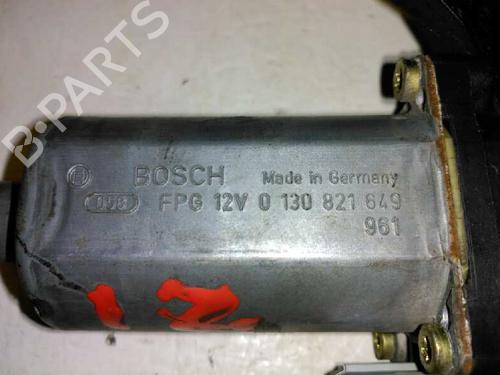 BOSCH Made in Germany
FPG 12V 0 130 821 649
961
B-PARTS